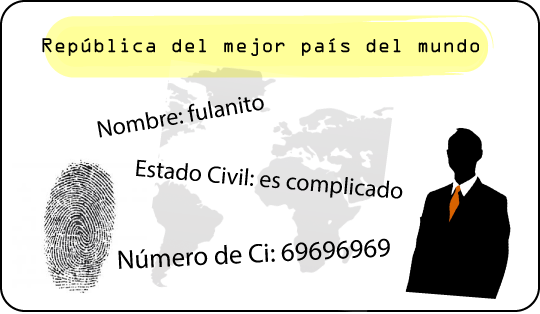 República del mejor país del mundo
Nombre: fulanito
Estado Civil: es complicado
Número de Ci: 69696969